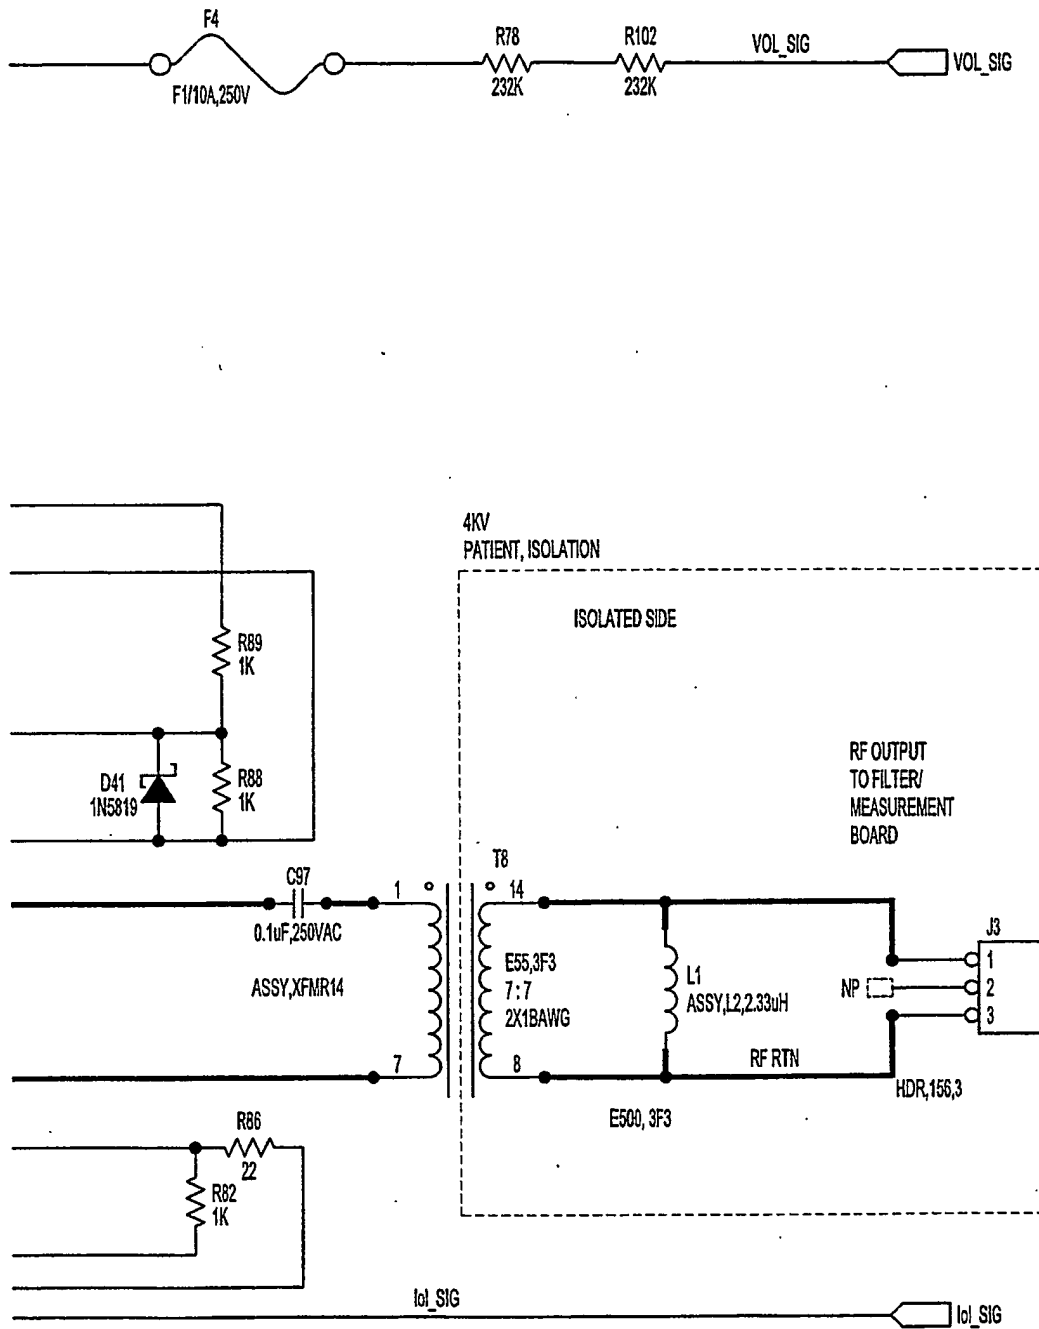 F4
F1/10A,250V
R78
232K
R102
232K
VOL_SIG
VOL_SIG
4KV
PATIENT, ISOLATION
ISOLATED SIDE
R89
1K
D41
1N5819
R88
1K
RF OUTPUT
TO FILTER/
MEASUREMENT
BOARD
C97
0.1uF,250VAC
ASSY,XFMR14
1
7
T8
14
E55,3F3
7:7
2X1BAWG
8
L1
ASSY,L2,2.33uH
RF RTN
E500, 3F3
NP
J3
1
2
3
HDR,156,3
R86
22
R82
1K
IoI_SIG
IoI_SIG